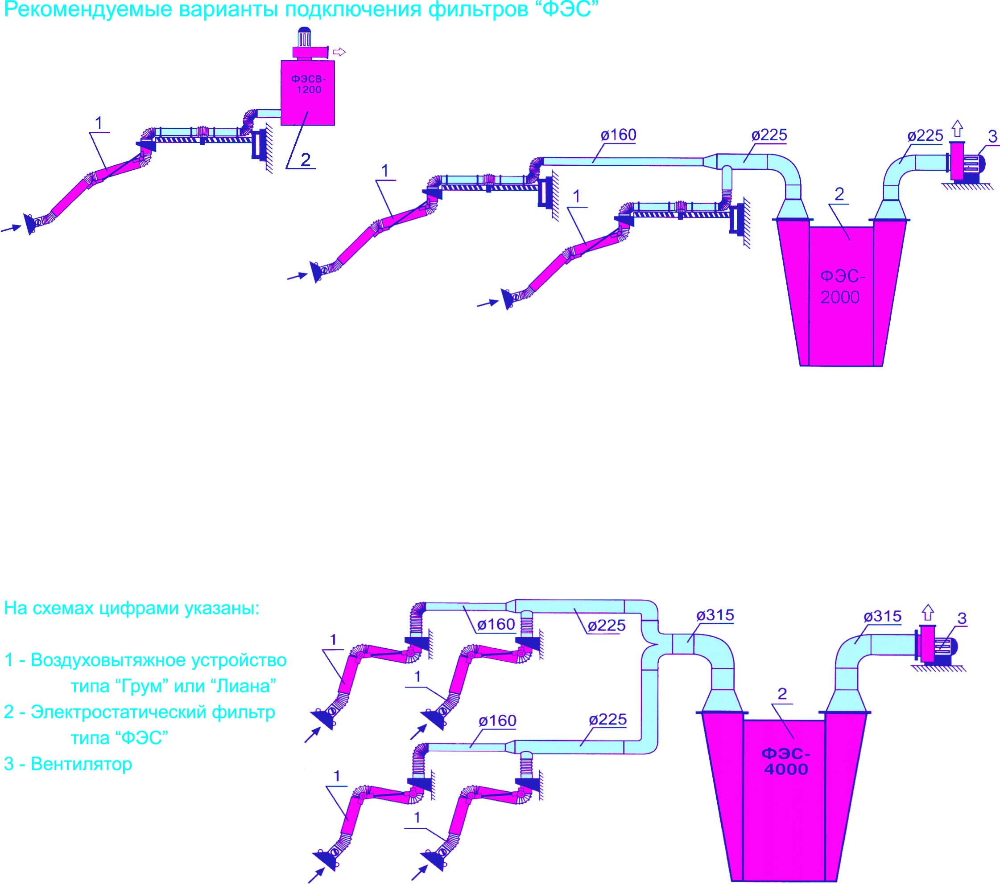 Рекомендуемые варианты подключения фильтров “ФЭС”
ФЭСВ-
1200
1
2
ø160
ø225
ø225
3
1
1
2
ФЭС-
2000
На схемах цифрами указаны:
1 - Воздуховытяжное устройство
типа “Грум” или “Лиана”
2 - Электростатический фильтр
типа “ФЭС”
3 - Вентилятор
ø160
ø225
ø315
ø315
3
1
1
2
ø160
ø225
ФЭС-
4000
1
1